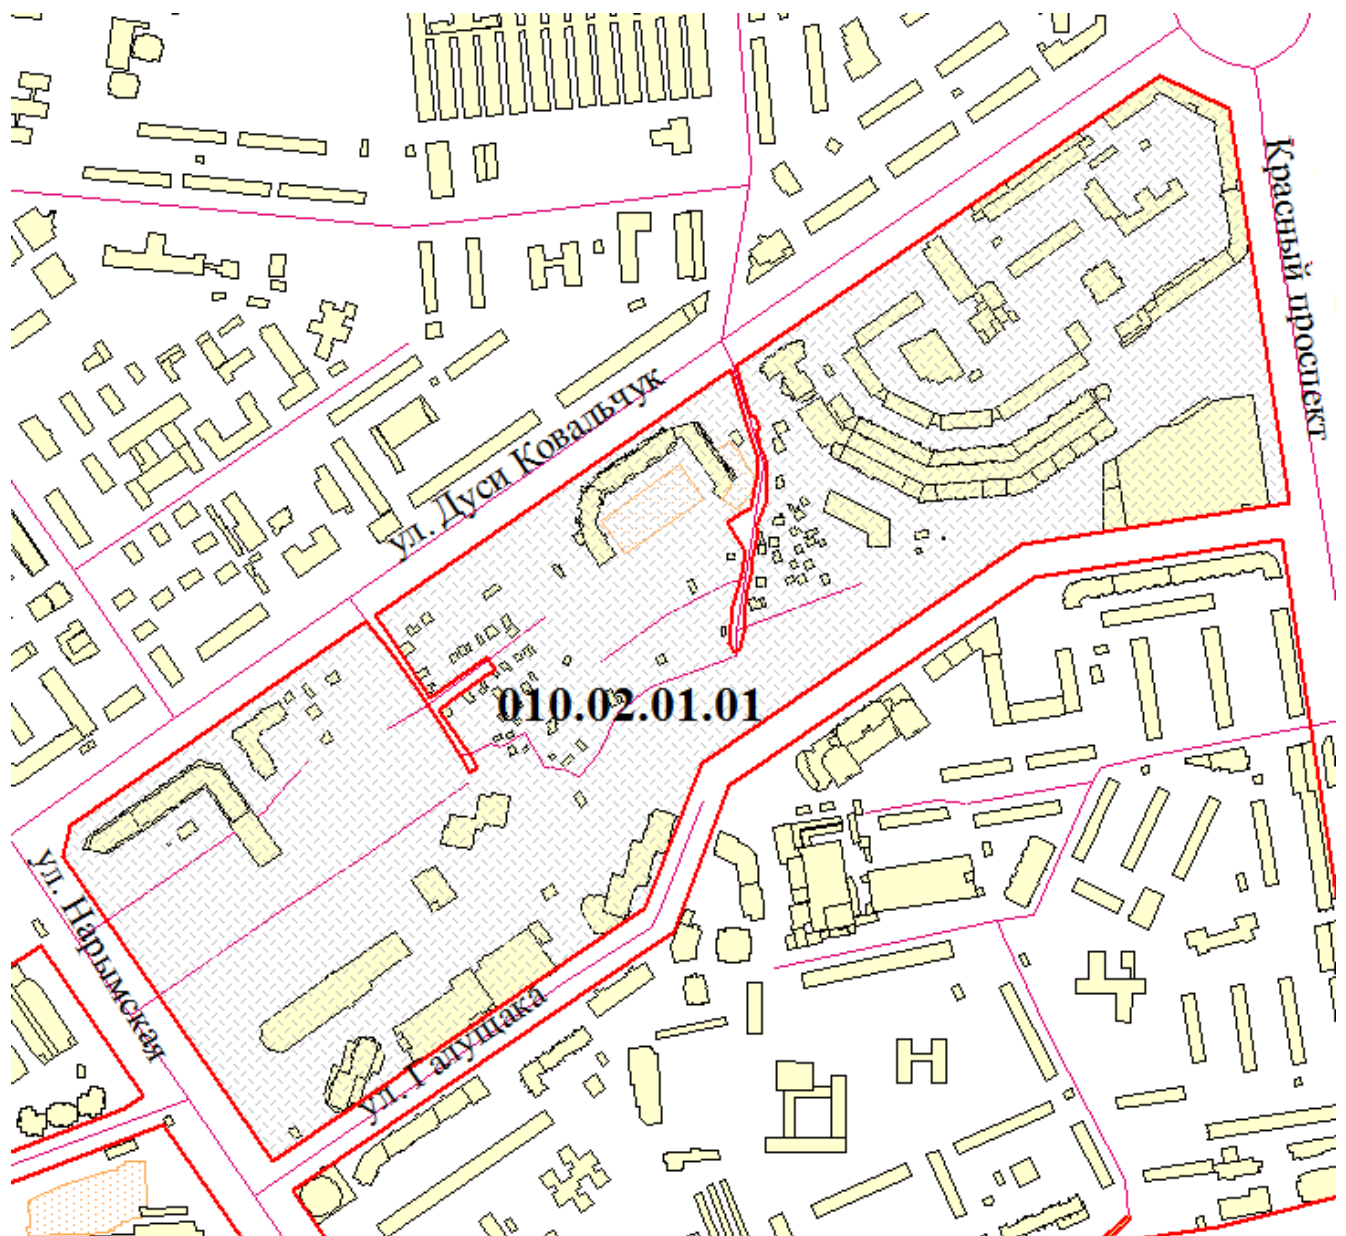 Красный проспект
ул. Дуси Ковальчук
010.02.01.01
ул. Нарымская
ул. Галущака